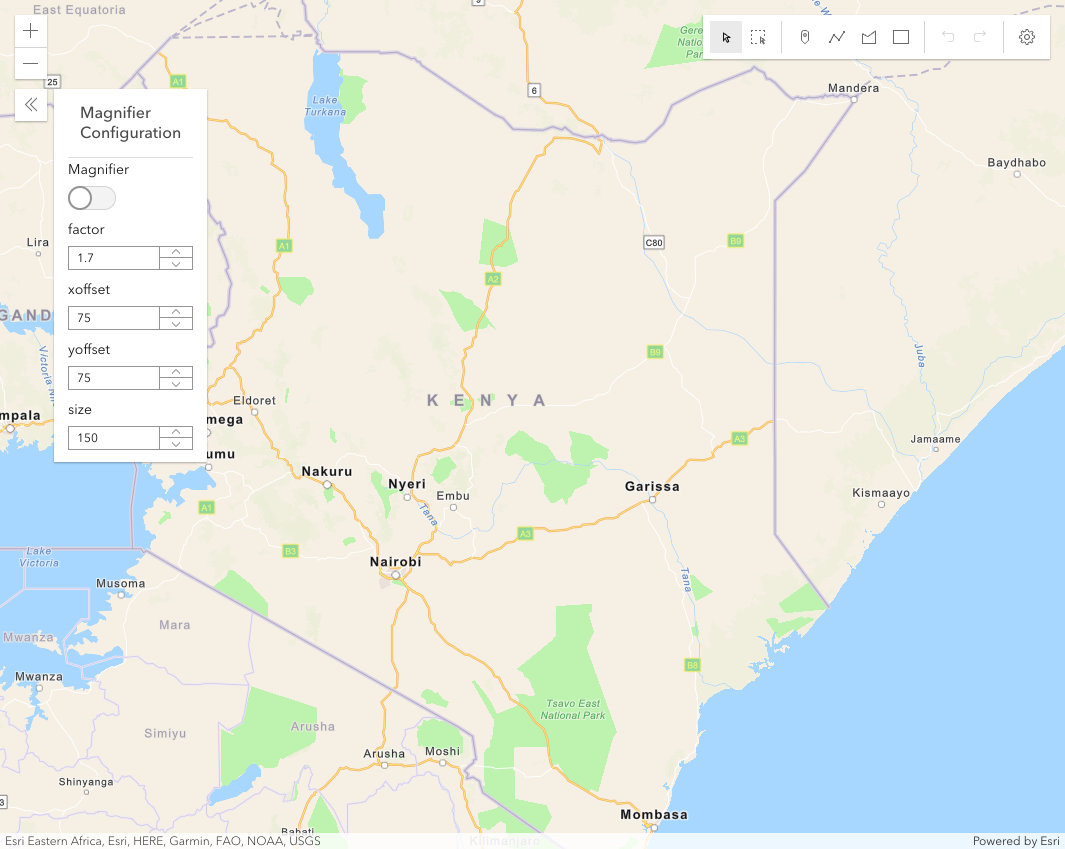 East Equatoria
9
25
A1
6
Lake
Turkana
Mandera
Baydhabo
Magnifier
Configuration
Magnifier
factor
1.7
xoffset
75
yoffset
75
size
150
Lira
A1
C80
B9
A2
GAND
B9
Juba
Victoria Ni
KENYA
Eldoret
mpala
mega
umu
A3
Jamaame
Nakuru
Nyeri
Embu
Garissa
Kismaayo
A1
Tana
A3
B3
Lake
Victoria
Nairobi
Musoma
Tana
Mara
Mwanza
Mwanza
B8
Tsavo East
National Park
Simiyu
Arusha
Arusha
Moshi
Shinyanga
3
Mombasa
Babati
Kilimanjaro
Esri Eastern Africa, Esri, HERE, Garmin, FAO, NOAA, USGS
Powered by Esri